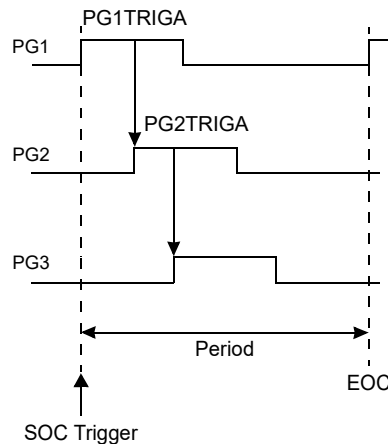 PG1TRIGA
PG1
PG2TRIGA
PG2
PG3
Period
EOC
SOC Trigger